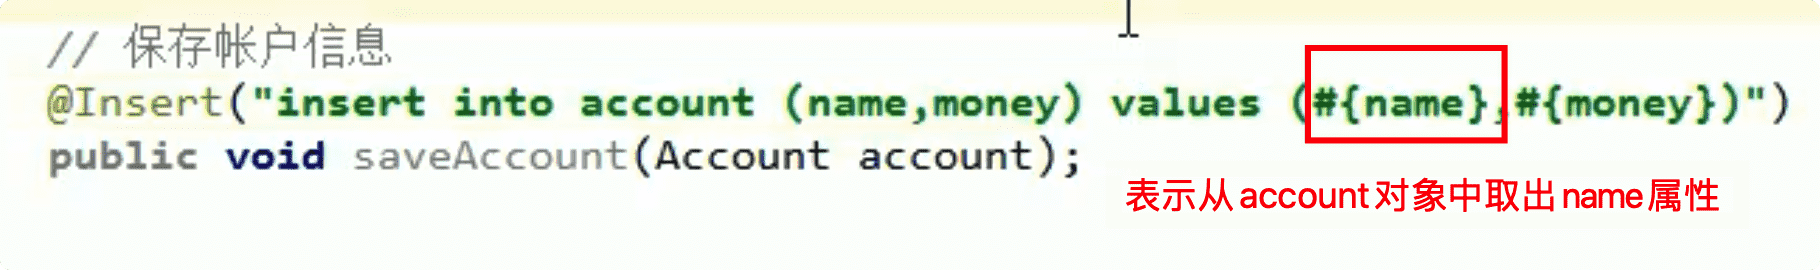 // 保存帐户信息
@Insert("insert into account (name,money) values (#{name},#{money})")
public void saveAccount(Account account);
表示从account对象中取出name属性